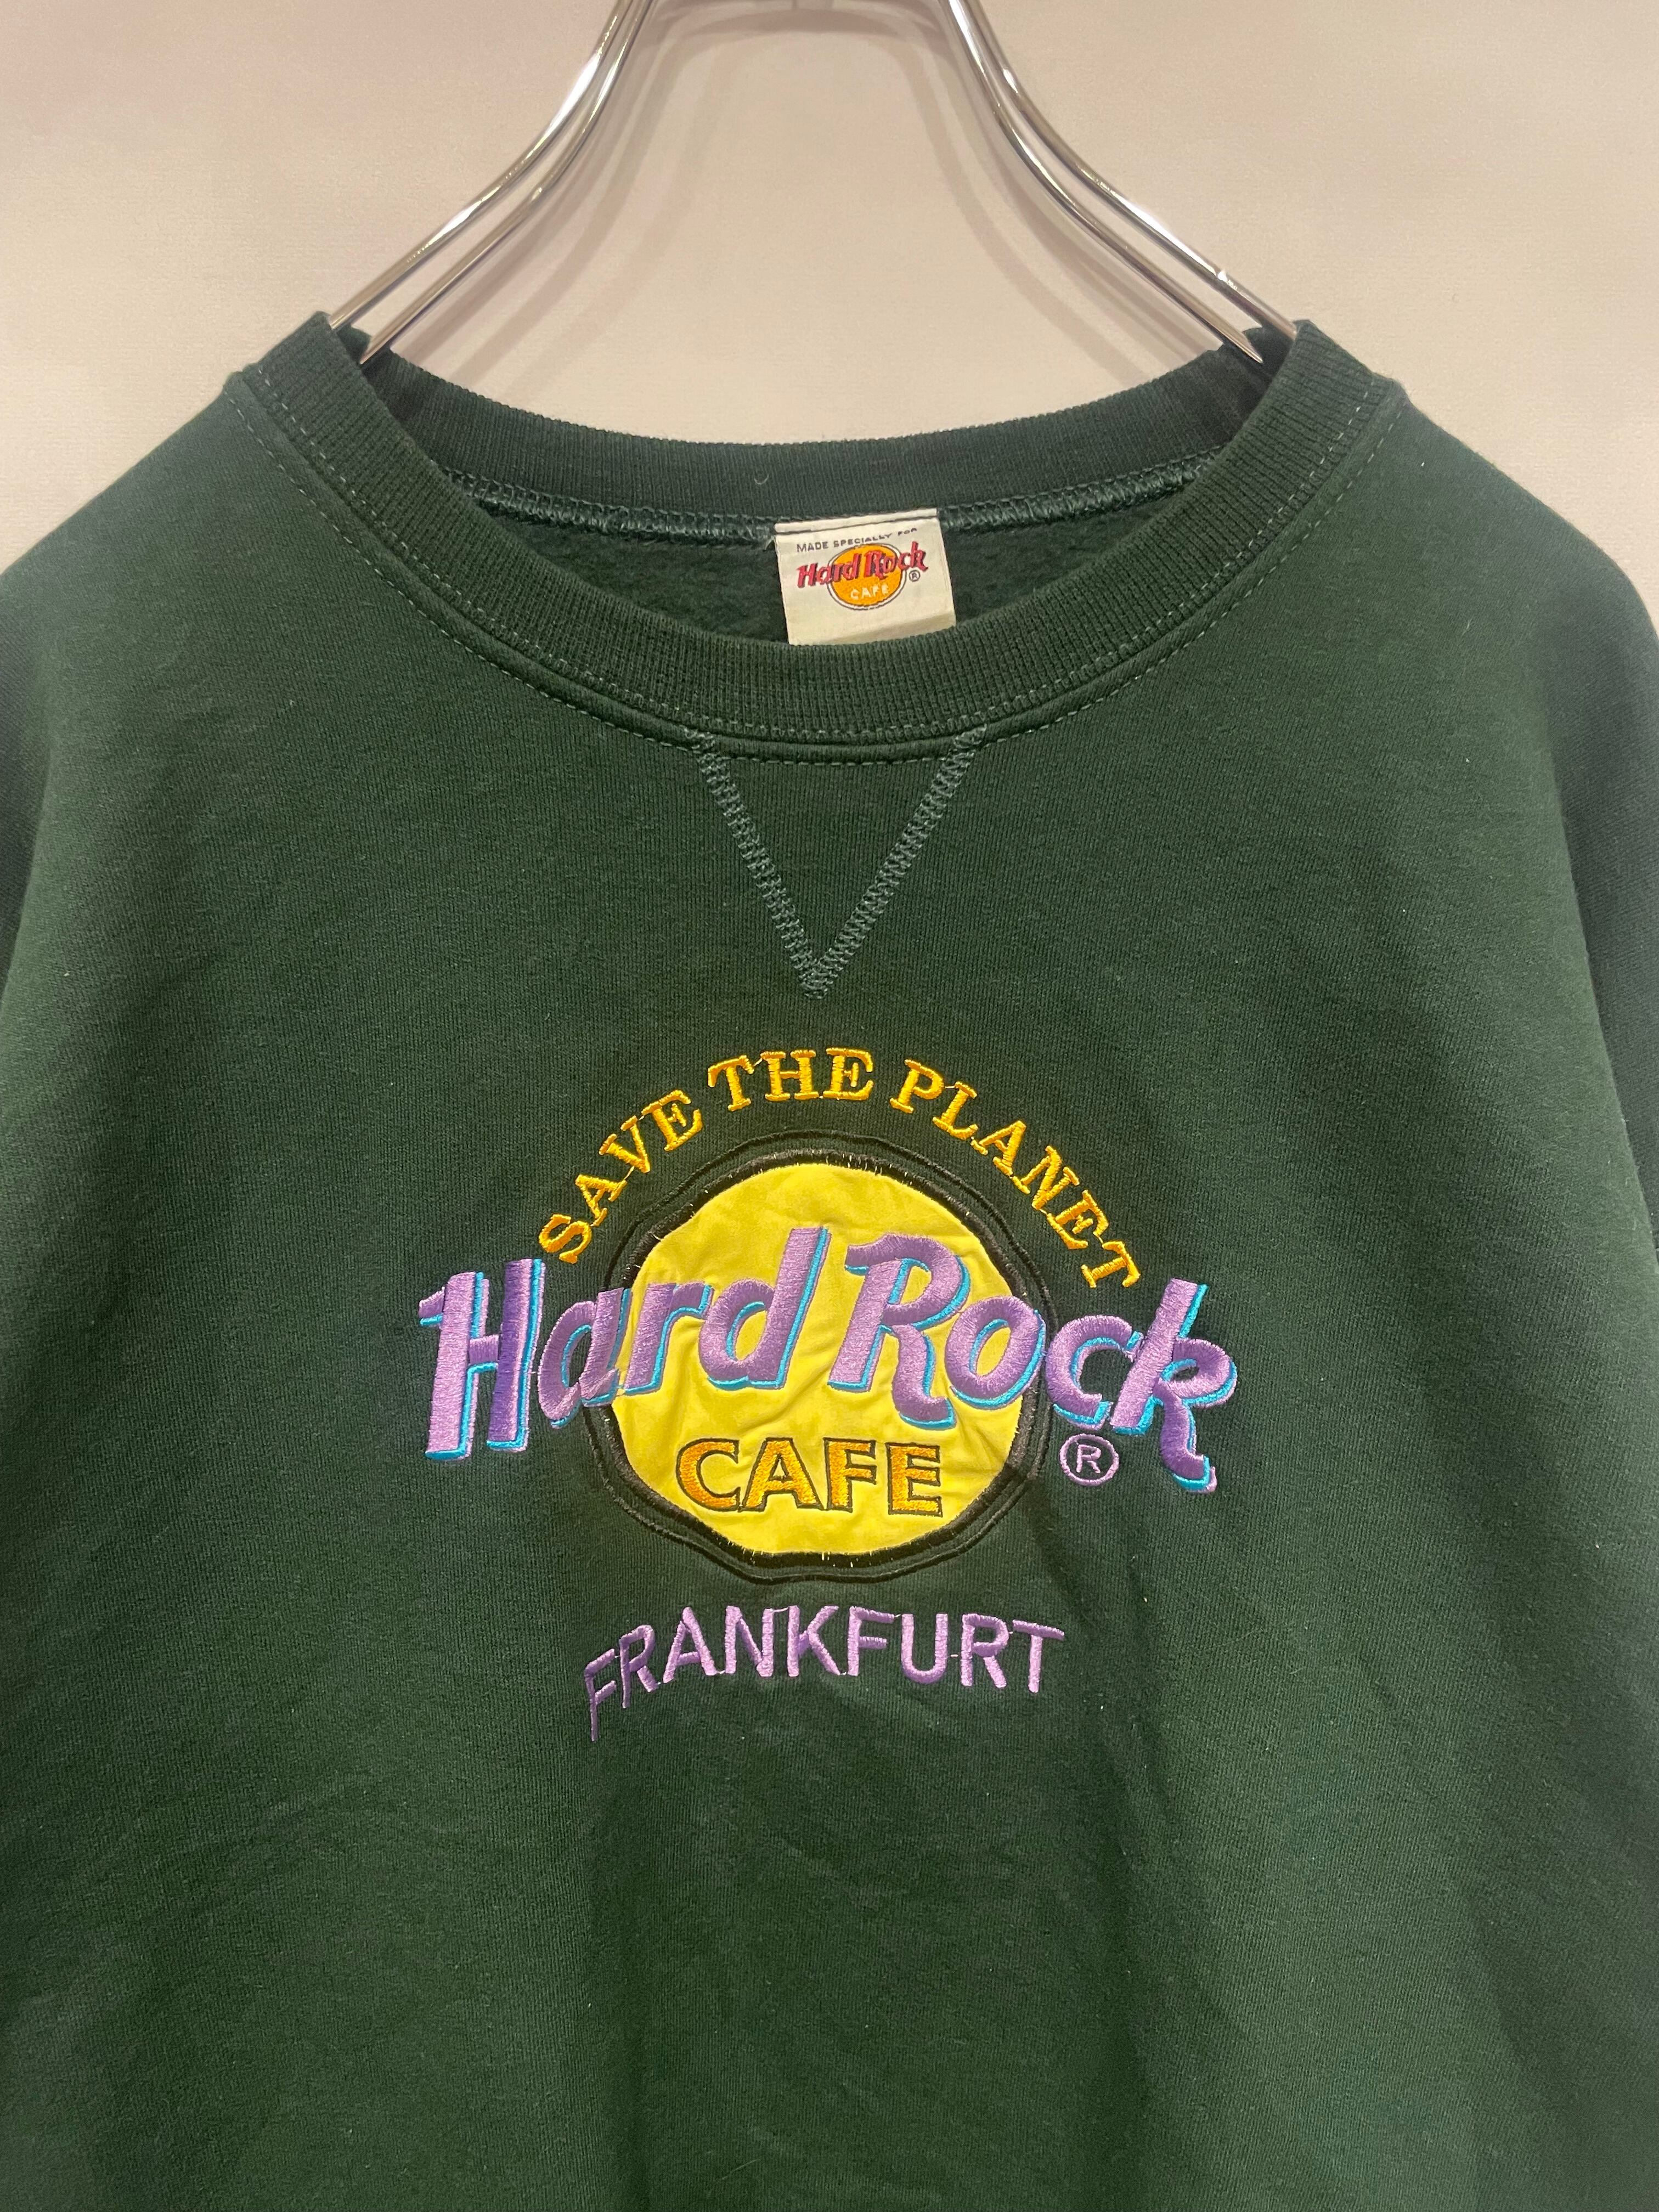 MADE SPECIALLY FOR
Hard Rock ®
CAFE
SAVE THE PLANET
Hard Rock
CAFE ®
FRANKFURT